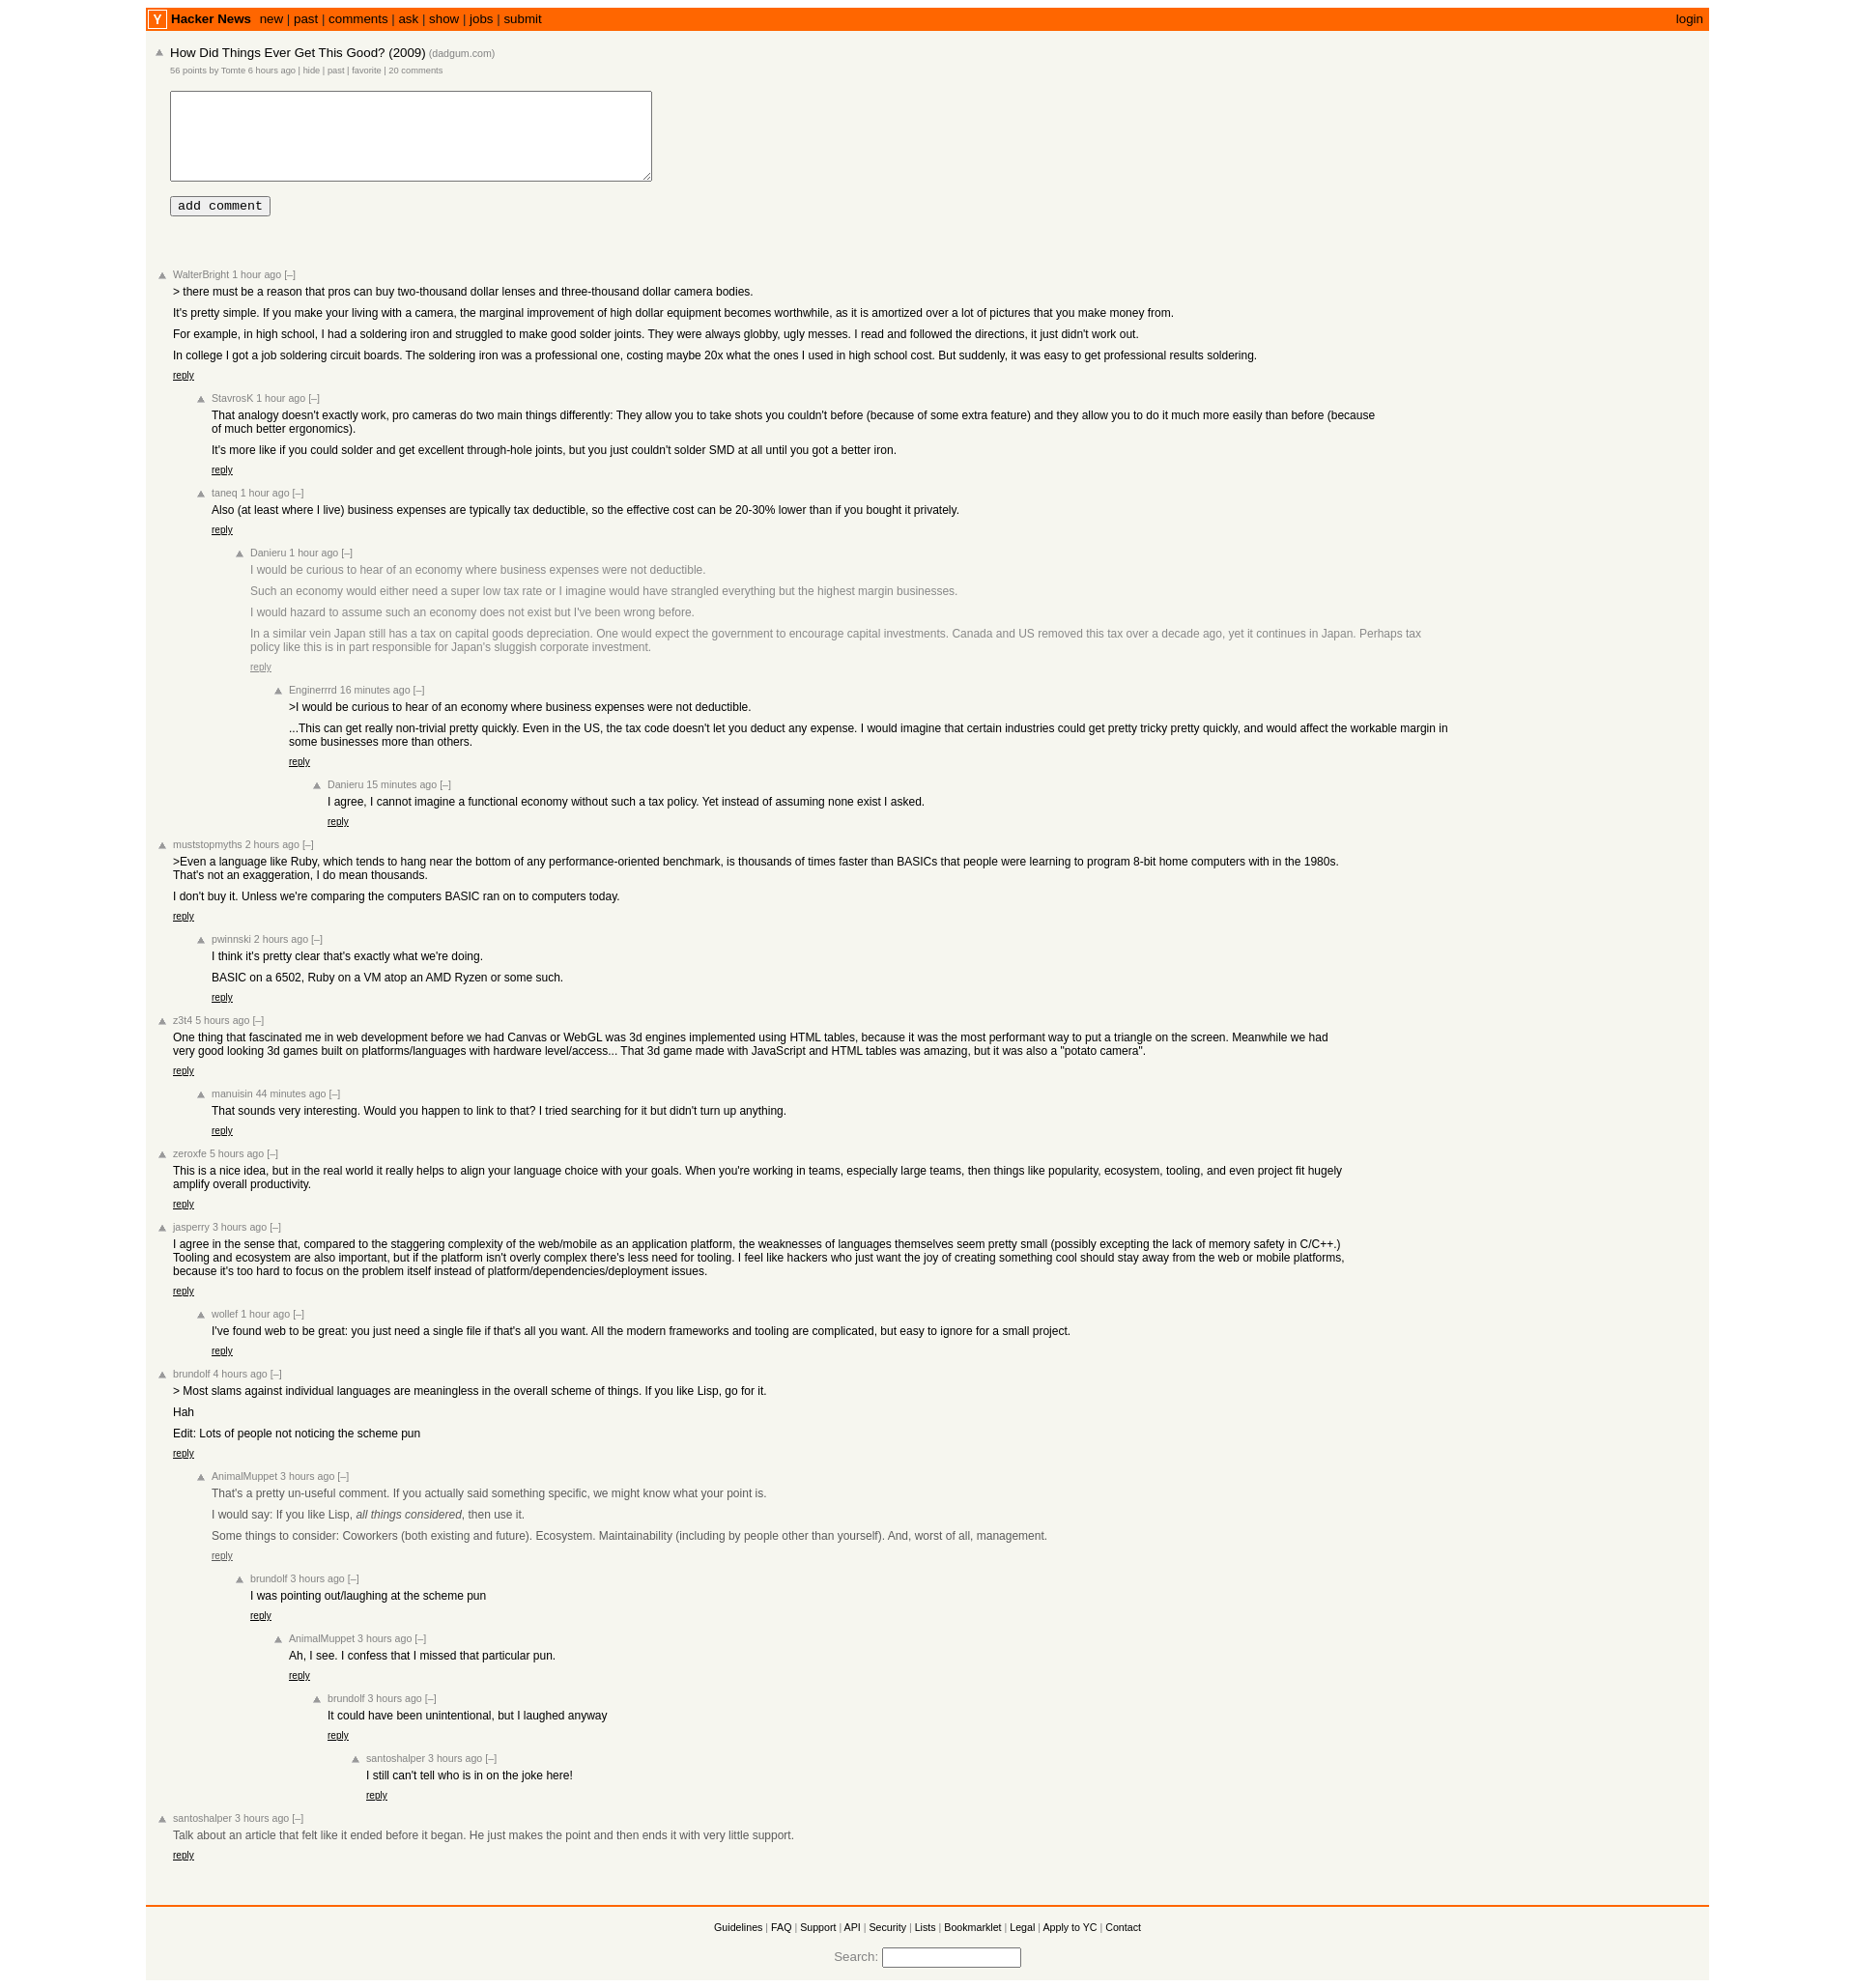 Y Hacker News new | past | comments | ask | show | jobs | submit login
How Did Things Ever Get This Good? (2009) (dadgum.com)
56 points by Tomte 6 hours ago | hide | past | favorite | 20 comments
add comment
WalterBright 1 hour ago [–]
> there must be a reason that pros can buy two-thousand dollar lenses and three-thousand dollar camera bodies.
It's pretty simple. If you make your living with a camera, the marginal improvement of high dollar equipment becomes worthwhile, as it is amortized over a lot of pictures that you make money from.
For example, in high school, I had a soldering iron and struggled to make good solder joints. They were always globby, ugly messes. I read and followed the directions, it just didn't work out.
In college I got a job soldering circuit boards. The soldering iron was a professional one, costing maybe 20x what the ones I used in high school cost. But suddenly, it was easy to get professional results soldering.
reply
StavrosK 1 hour ago [–]
That analogy doesn't exactly work, pro cameras do two main things differently: They allow you to take shots you couldn't before (because of some extra feature) and they allow you to do it much more easily than before (because
of much better ergonomics).
It's more like if you could solder and get excellent through-hole joints, but you just couldn't solder SMD at all until you got a better iron.
reply
taneq 1 hour ago [–]
Also (at least where I live) business expenses are typically tax deductible, so the effective cost can be 20-30% lower than if you bought it privately.
reply
Danieru 1 hour ago [–]
I would be curious to hear of an economy where business expenses were not deductible.
Such an economy would either need a super low tax rate or I imagine would have strangled everything but the highest margin businesses.
I would hazard to assume such an economy does not exist but I've been wrong before.
In a similar vein Japan still has a tax on capital goods depreciation. One would expect the government to encourage capital investments. Canada and US removed this tax over a decade ago, yet it continues in Japan. Perhaps tax
policy like this is in part responsible for Japan's sluggish corporate investment.
reply
Enginerrrd 16 minutes ago [–]
>I would be curious to hear of an economy where business expenses were not deductible.
...This can get really non-trivial pretty quickly. Even in the US, the tax code doesn't let you deduct any expense. I would imagine that certain industries could get pretty tricky pretty quickly, and would affect the workable margin in
some businesses more than others.
reply
Danieru 15 minutes ago [–]
I agree, I cannot imagine a functional economy without such a tax policy. Yet instead of assuming none exist I asked.
reply
muststopmyths 2 hours ago [–]
>Even a language like Ruby, which tends to hang near the bottom of any performance-oriented benchmark, is thousands of times faster than BASICs that people were learning to program 8-bit home computers with in the 1980s.
That's not an exaggeration, I do mean thousands.
I don't buy it. Unless we're comparing the computers BASIC ran on to computers today.
reply
pwinnski 2 hours ago [–]
I think it's pretty clear that's exactly what we're doing.
BASIC on a 6502, Ruby on a VM atop an AMD Ryzen or some such.
reply
z3t4 5 hours ago [–]
One thing that fascinated me in web development before we had Canvas or WebGL was 3d engines implemented using HTML tables, because it was the most performant way to put a triangle on the screen. Meanwhile we had
very good looking 3d games built on platforms/languages with hardware level/access... That 3d game made with JavaScript and HTML tables was amazing, but it was also a "potato camera".
reply
manuisin 44 minutes ago [–]
That sounds very interesting. Would you happen to link to that? I tried searching for it but didn't turn up anything.
reply
zeroxfe 5 hours ago [–]
This is a nice idea, but in the real world it really helps to align your language choice with your goals. When you're working in teams, especially large teams, then things like popularity, ecosystem, tooling, and even project fit hugely
amplify overall productivity.
reply
jasperry 3 hours ago [–]
I agree in the sense that, compared to the staggering complexity of the web/mobile as an application platform, the weaknesses of languages themselves seem pretty small (possibly excepting the lack of memory safety in C/C++.)
Tooling and ecosystem are also important, but if the platform isn't overly complex there's less need for tooling. I feel like hackers who just want the joy of creating something cool should stay away from the web or mobile platforms,
because it's too hard to focus on the problem itself instead of platform/dependencies/deployment issues.
reply
wollef 1 hour ago [–]
I've found web to be great: you just need a single file if that's all you want. All the modern frameworks and tooling are complicated, but easy to ignore for a small project.
reply
brundolf 4 hours ago [–]
> Most slams against individual languages are meaningless in the overall scheme of things. If you like Lisp, go for it.
Hah
Edit: Lots of people not noticing the scheme pun
reply
AnimalMuppet 3 hours ago [–]
That's a pretty un-useful comment. If you actually said something specific, we might know what your point is.
I would say: If you like Lisp, all things considered, then use it.
Some things to consider: Coworkers (both existing and future). Ecosystem. Maintainability (including by people other than yourself). And, worst of all, management.
reply
brundolf 3 hours ago [–]
I was pointing out/laughing at the scheme pun
reply
AnimalMuppet 3 hours ago [–]
Ah, I see. I confess that I missed that particular pun.
reply
brundolf 3 hours ago [–]
It could have been unintentional, but I laughed anyway
reply
santoshalper 3 hours ago [–]
I still can't tell who is in on the joke here!
reply
santoshalper 3 hours ago [–]
Talk about an article that felt like it ended before it began. He just makes the point and then ends it with very little support.
reply
Guidelines | FAQ | Support | API | Security | Lists | Bookmarklet | Legal | Apply to YC | Contact
Search: